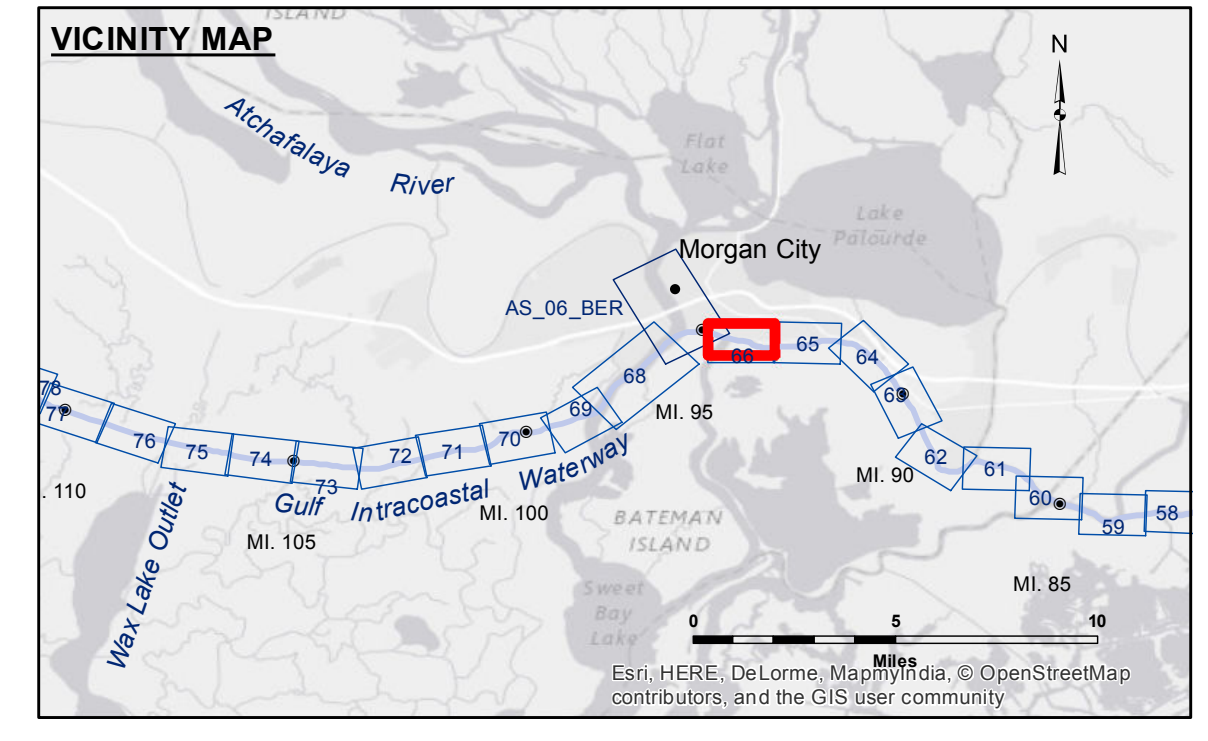 ISLAND
VICINITY MAP
N
Atchafalaya River
Flat
Lake
Lake
Palourde
Morgan City
AS_06_BER
66
65
64
68
63
MI. 95
78
77
76
75
74
73
72
71
70
69
62
61
60
59
58
MI. 90
. 110
Gulf Intracoastal Waterway
MI. 100
MI. 105
Wax Lake Outlet
BATEMAN
ISLAND
MI. 85
Sweet
Bay
Lake
0 5 10
Miles
Esri, HERE, DeLorme, MapmyIndia, © OpenStreetMap
contributors, and the GIS user community